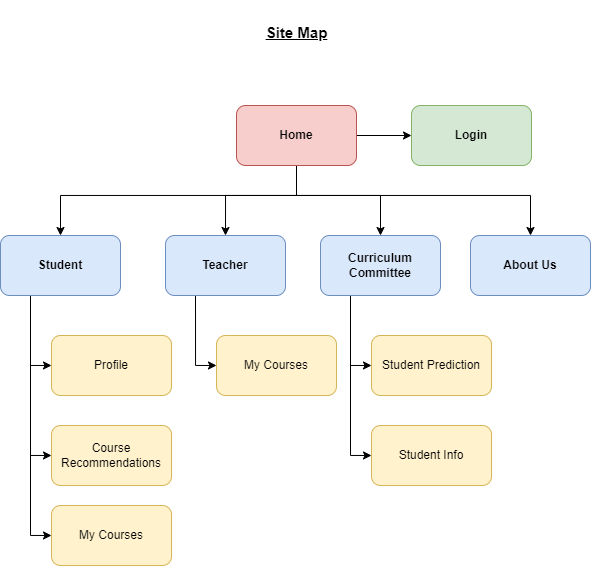 Site Map
Home
Login
Student
Teacher
Curriculum
Committee
About Us
Profile
My Courses
Student Prediction
Course
Recommendations
Student Info
My Courses